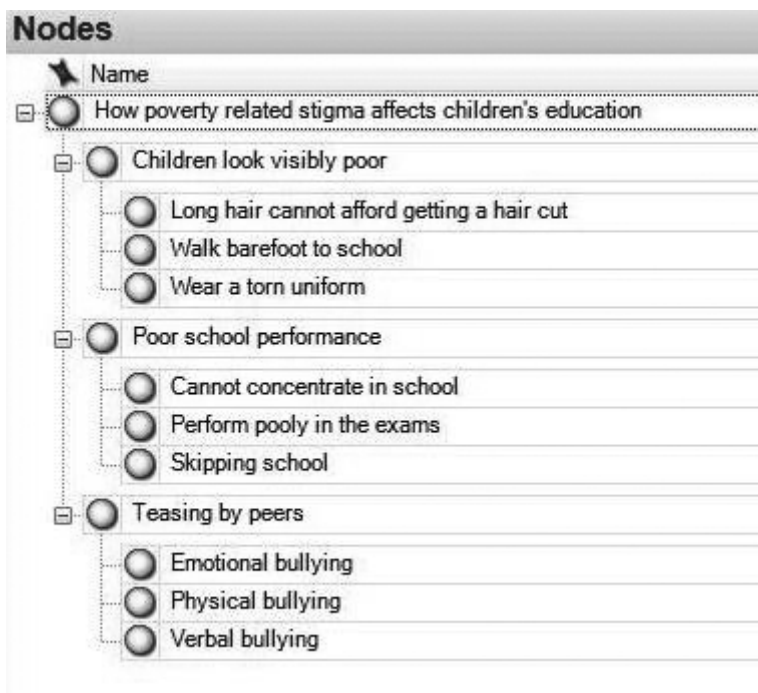 Nodes
Name
How poverty related stigma affects children's education
Children look visibly poor
Long hair cannot afford getting a hair cut
Walk barefoot to school
Wear a torn uniform
Poor school performance
Cannot concentrate in school
Perform pooly in the exams
Skipping school
Teasing by peers
Emotional bullying
Physical bullying
Verbal bullying